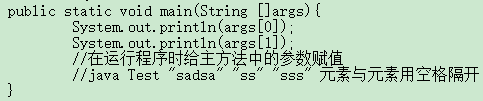 public static void main(String []args){
System.out.println(args[0]);
System.out.println(args[1]);
//在运行程序时给主方法中的参数赋值
//java Test "sadsa" "ss" "sss" 元素与元素用空格隔开
}